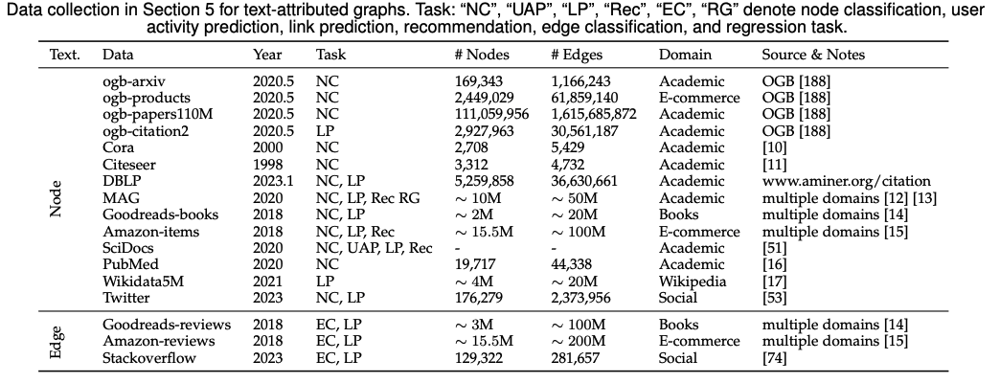 Data collection in Section 5 for text-attributed graphs. Task: “NC”, “UAP”, “LP”, “Rec”, “EC”, “RG” denote node classification, user
activity prediction, link prediction, recommendation, edge classification, and regression task.
Text. Data Year Task # Nodes # Edges Domain Source & Notes
Node
ogb-arxiv 2020.5 NC 169,343 1,166,243 Academic OGB [188]
ogb-products 2020.5 NC 2,449,029 61,859,140 E-commerce OGB [188]
ogb-papers110M 2020.5 NC 111,059,956 1,615,685,872 Academic OGB [188]
ogb-citation2 2020.5 LP 2,927,963 30,561,187 Academic OGB [188]
Cora 2000 NC 2,708 5,429 Academic [10]
Citeseer 1998 NC 3,312 4,732 Academic [11]
DBLP 2023.1 NC, LP 5,259,858 36,630,661 Academic www.aminer.org/citation
MAG 2020 NC, LP, Rec RG ∼ 10M ∼ 50M Academic multiple domains [12] [13]
Goodreads-books 2018 NC, LP ∼ 2M ∼ 20M Books multiple domains [14]
Amazon-items 2018 NC, LP, Rec ∼ 15.5M ∼ 100M E-commerce multiple domains [15]
SciDocs 2020 NC, UAP, LP, Rec - - Academic [51]
PubMed 2020 NC 19,717 44,338 Academic [16]
Wikidata5M 2021 LP ∼ 4M ∼ 20M Wikipedia [17]
Twitter 2023 NC, LP 176,279 2,373,956 Social [53]
Edge
Goodreads-reviews 2018 EC, LP ∼ 3M ∼ 100M Books multiple domains [14]
Amazon-reviews 2018 EC, LP ∼ 15.5M ∼ 200M E-commerce multiple domains [15]
Stackoverflow 2023 EC, LP 129,322 281,657 Social [74]